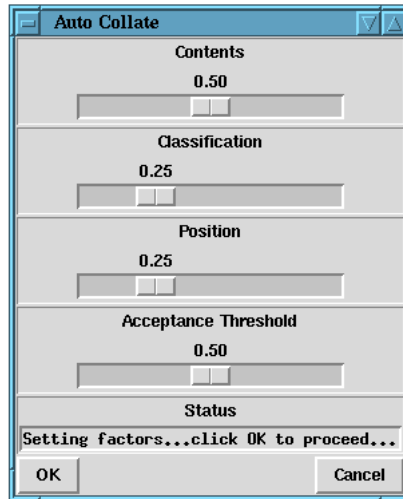 Auto Collate
Contents
0.50
Classification
0.25
Position
0.25
Acceptance Threshold
0.50
Status
Setting factors...click OK to proceed...
OK Cancel